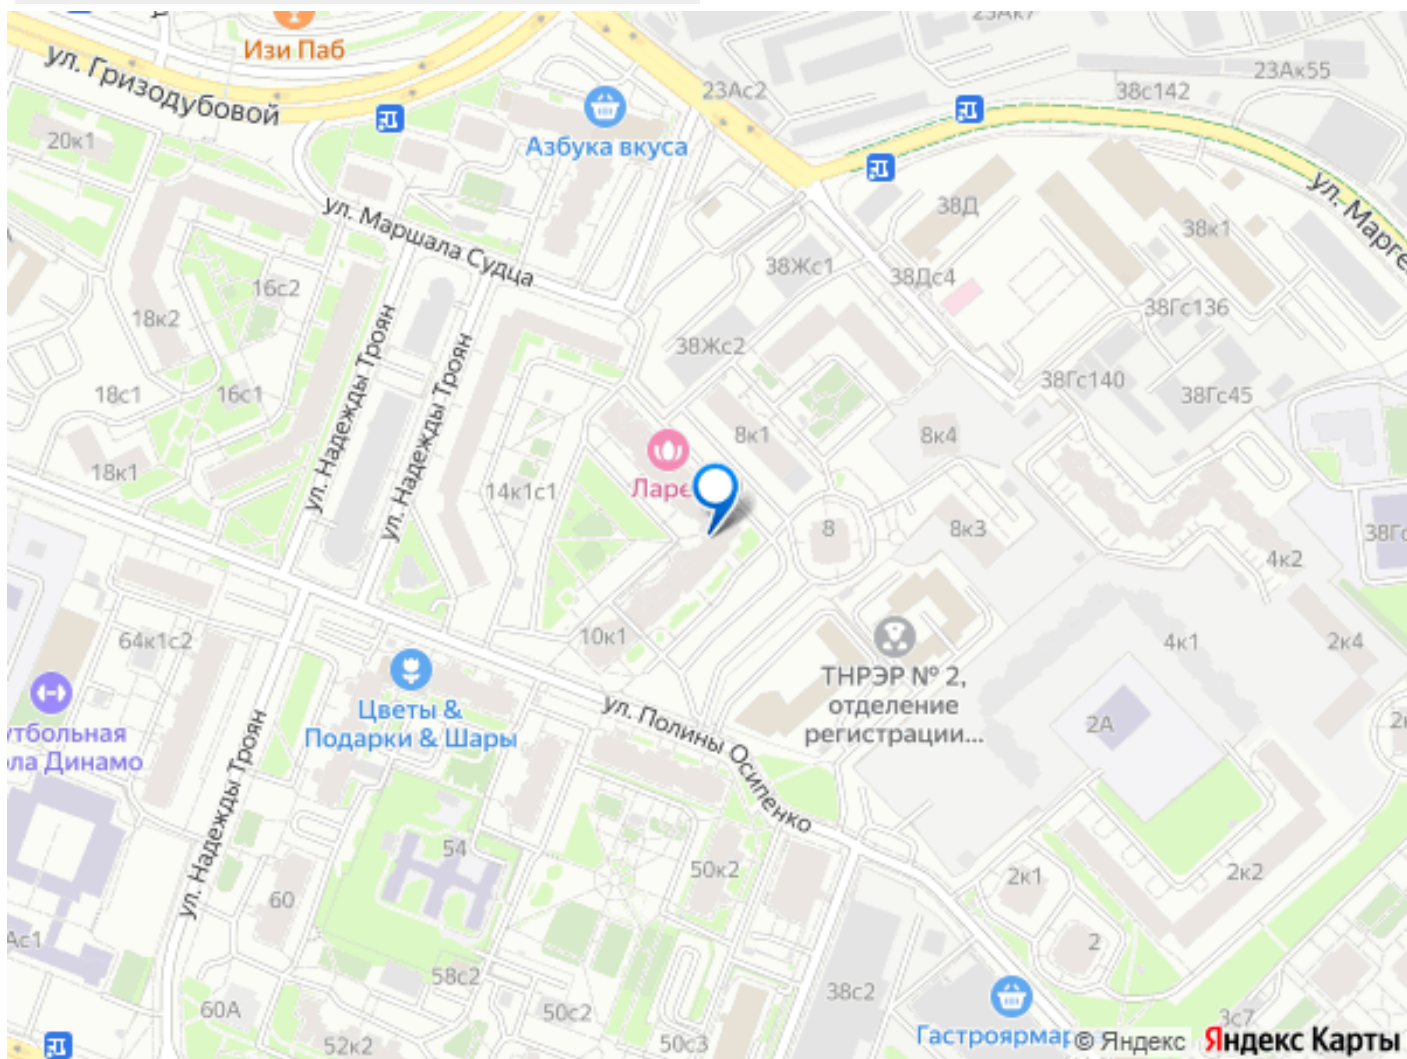 23Ак7
Изи Паб
ул. Гризодубовой
23Ас2
38с142
23Ак55
20к1
Азбука вкуса
ул. Марге
ул. Маршала Судца
38Д
38к1
38Жс1
38Дс4
16с2
18к2
38Гс136
38Жс2
ул. Надежды Троян
ул. Надежды Троян
18с1
16с1
38Гс140
38Гс45
8к1
8к4
18к1
Ларе
14к1с1
8
8к3
38Гс
4к2
64к1с2
10к1
4к1
2к4
ТНРЭР № 2,
отделение
регистрации...
Цветы &
Подарки & Шары
ул. Полины Осипенко
2А
утбольная
ола Динамо
ул. Надежды Троян
54
50к2
2к1
2к2
60
Ас1
2
58с2
38с2
60А
50с2
3с7
Гастроярмар
52к2
50с3
© Яндекс
Яндекс Карты